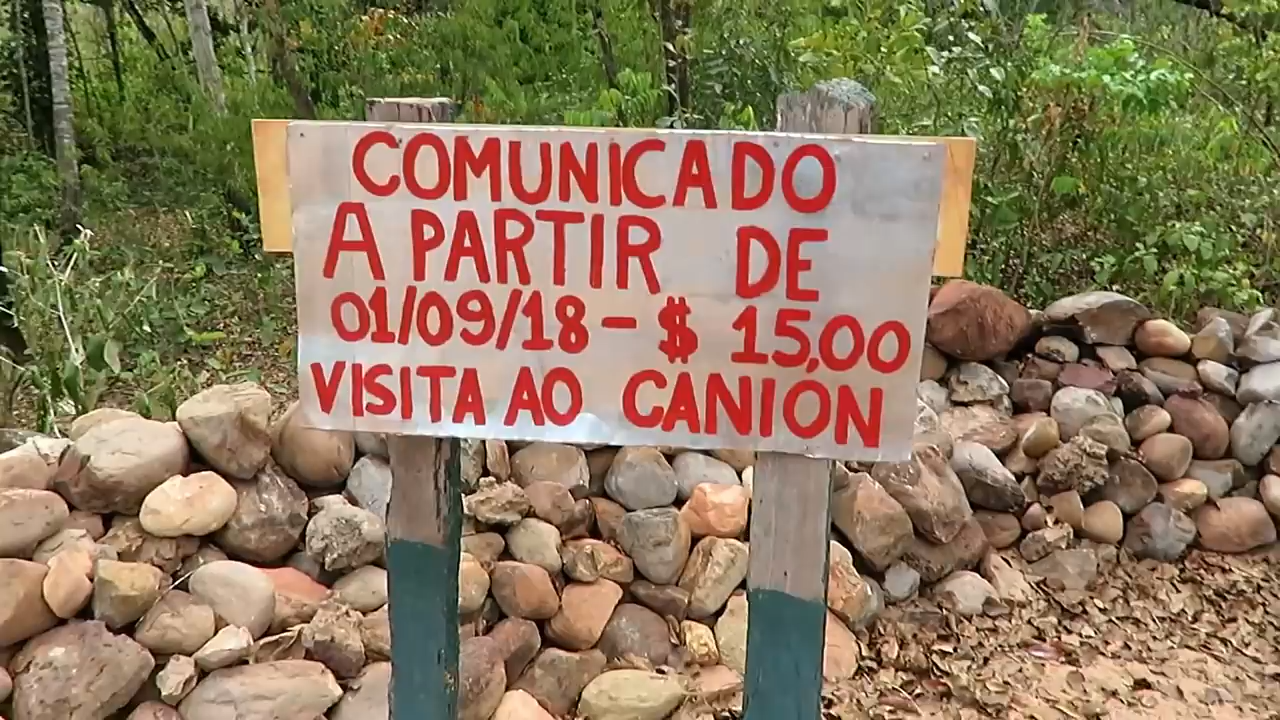 COMUNICADO
A PARTIR DE
01/09/18 - $ 15,00
VISITA AO CANION